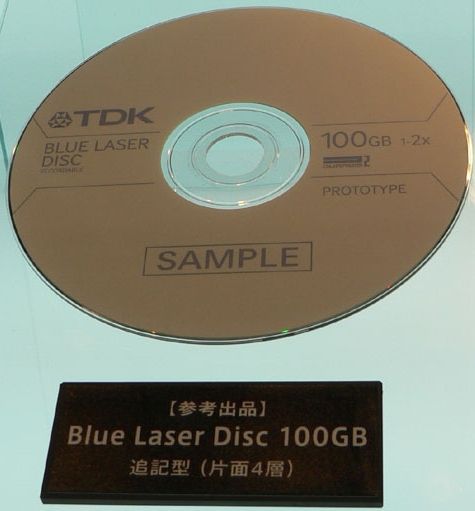 TDK
BLUE LASER
DISC
RECORDABLE
100GB 1-2x
PROTOTYPE
SAMPLE
【参考出品】
Blue Laser Disc 100GB
追記型（片面4層）